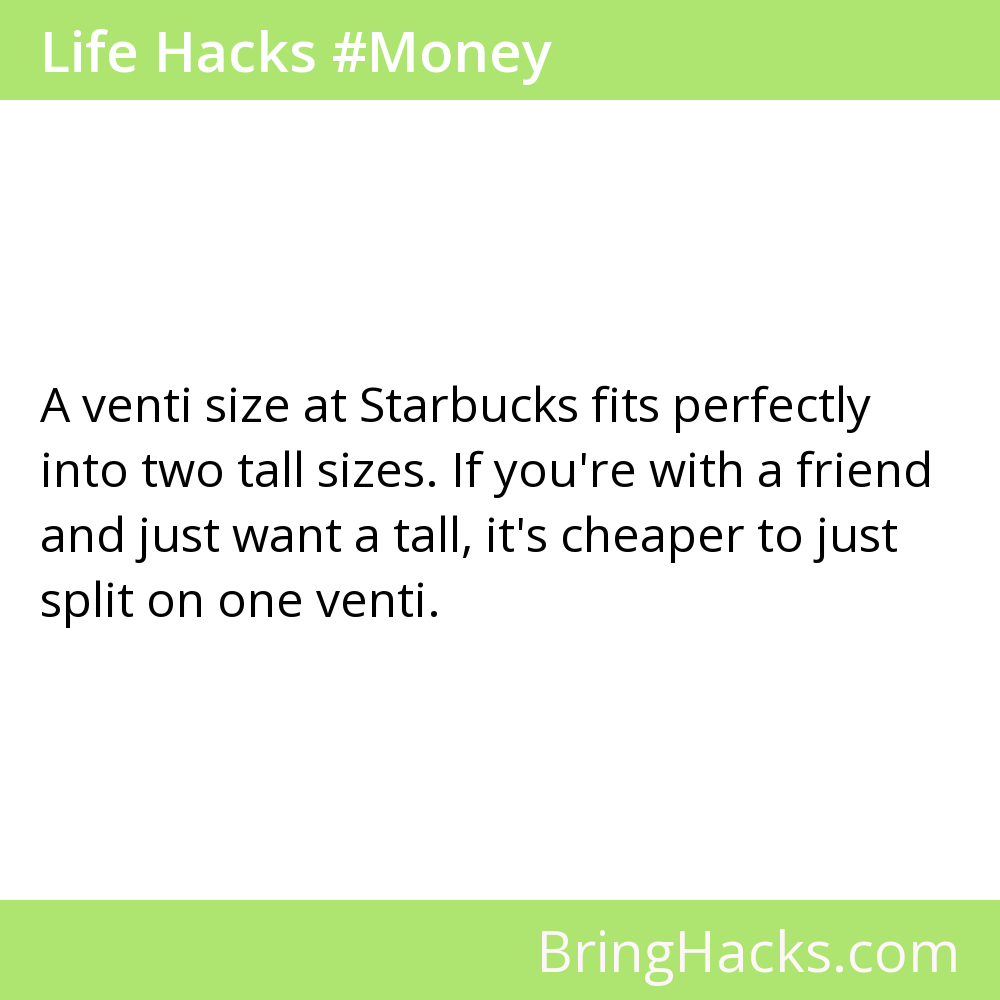 Life Hacks #Money
A venti size at Starbucks fits perfectly
into two tall sizes. If you're with a friend
and just want a tall, it's cheaper to just
split on one venti.
BringHacks.com